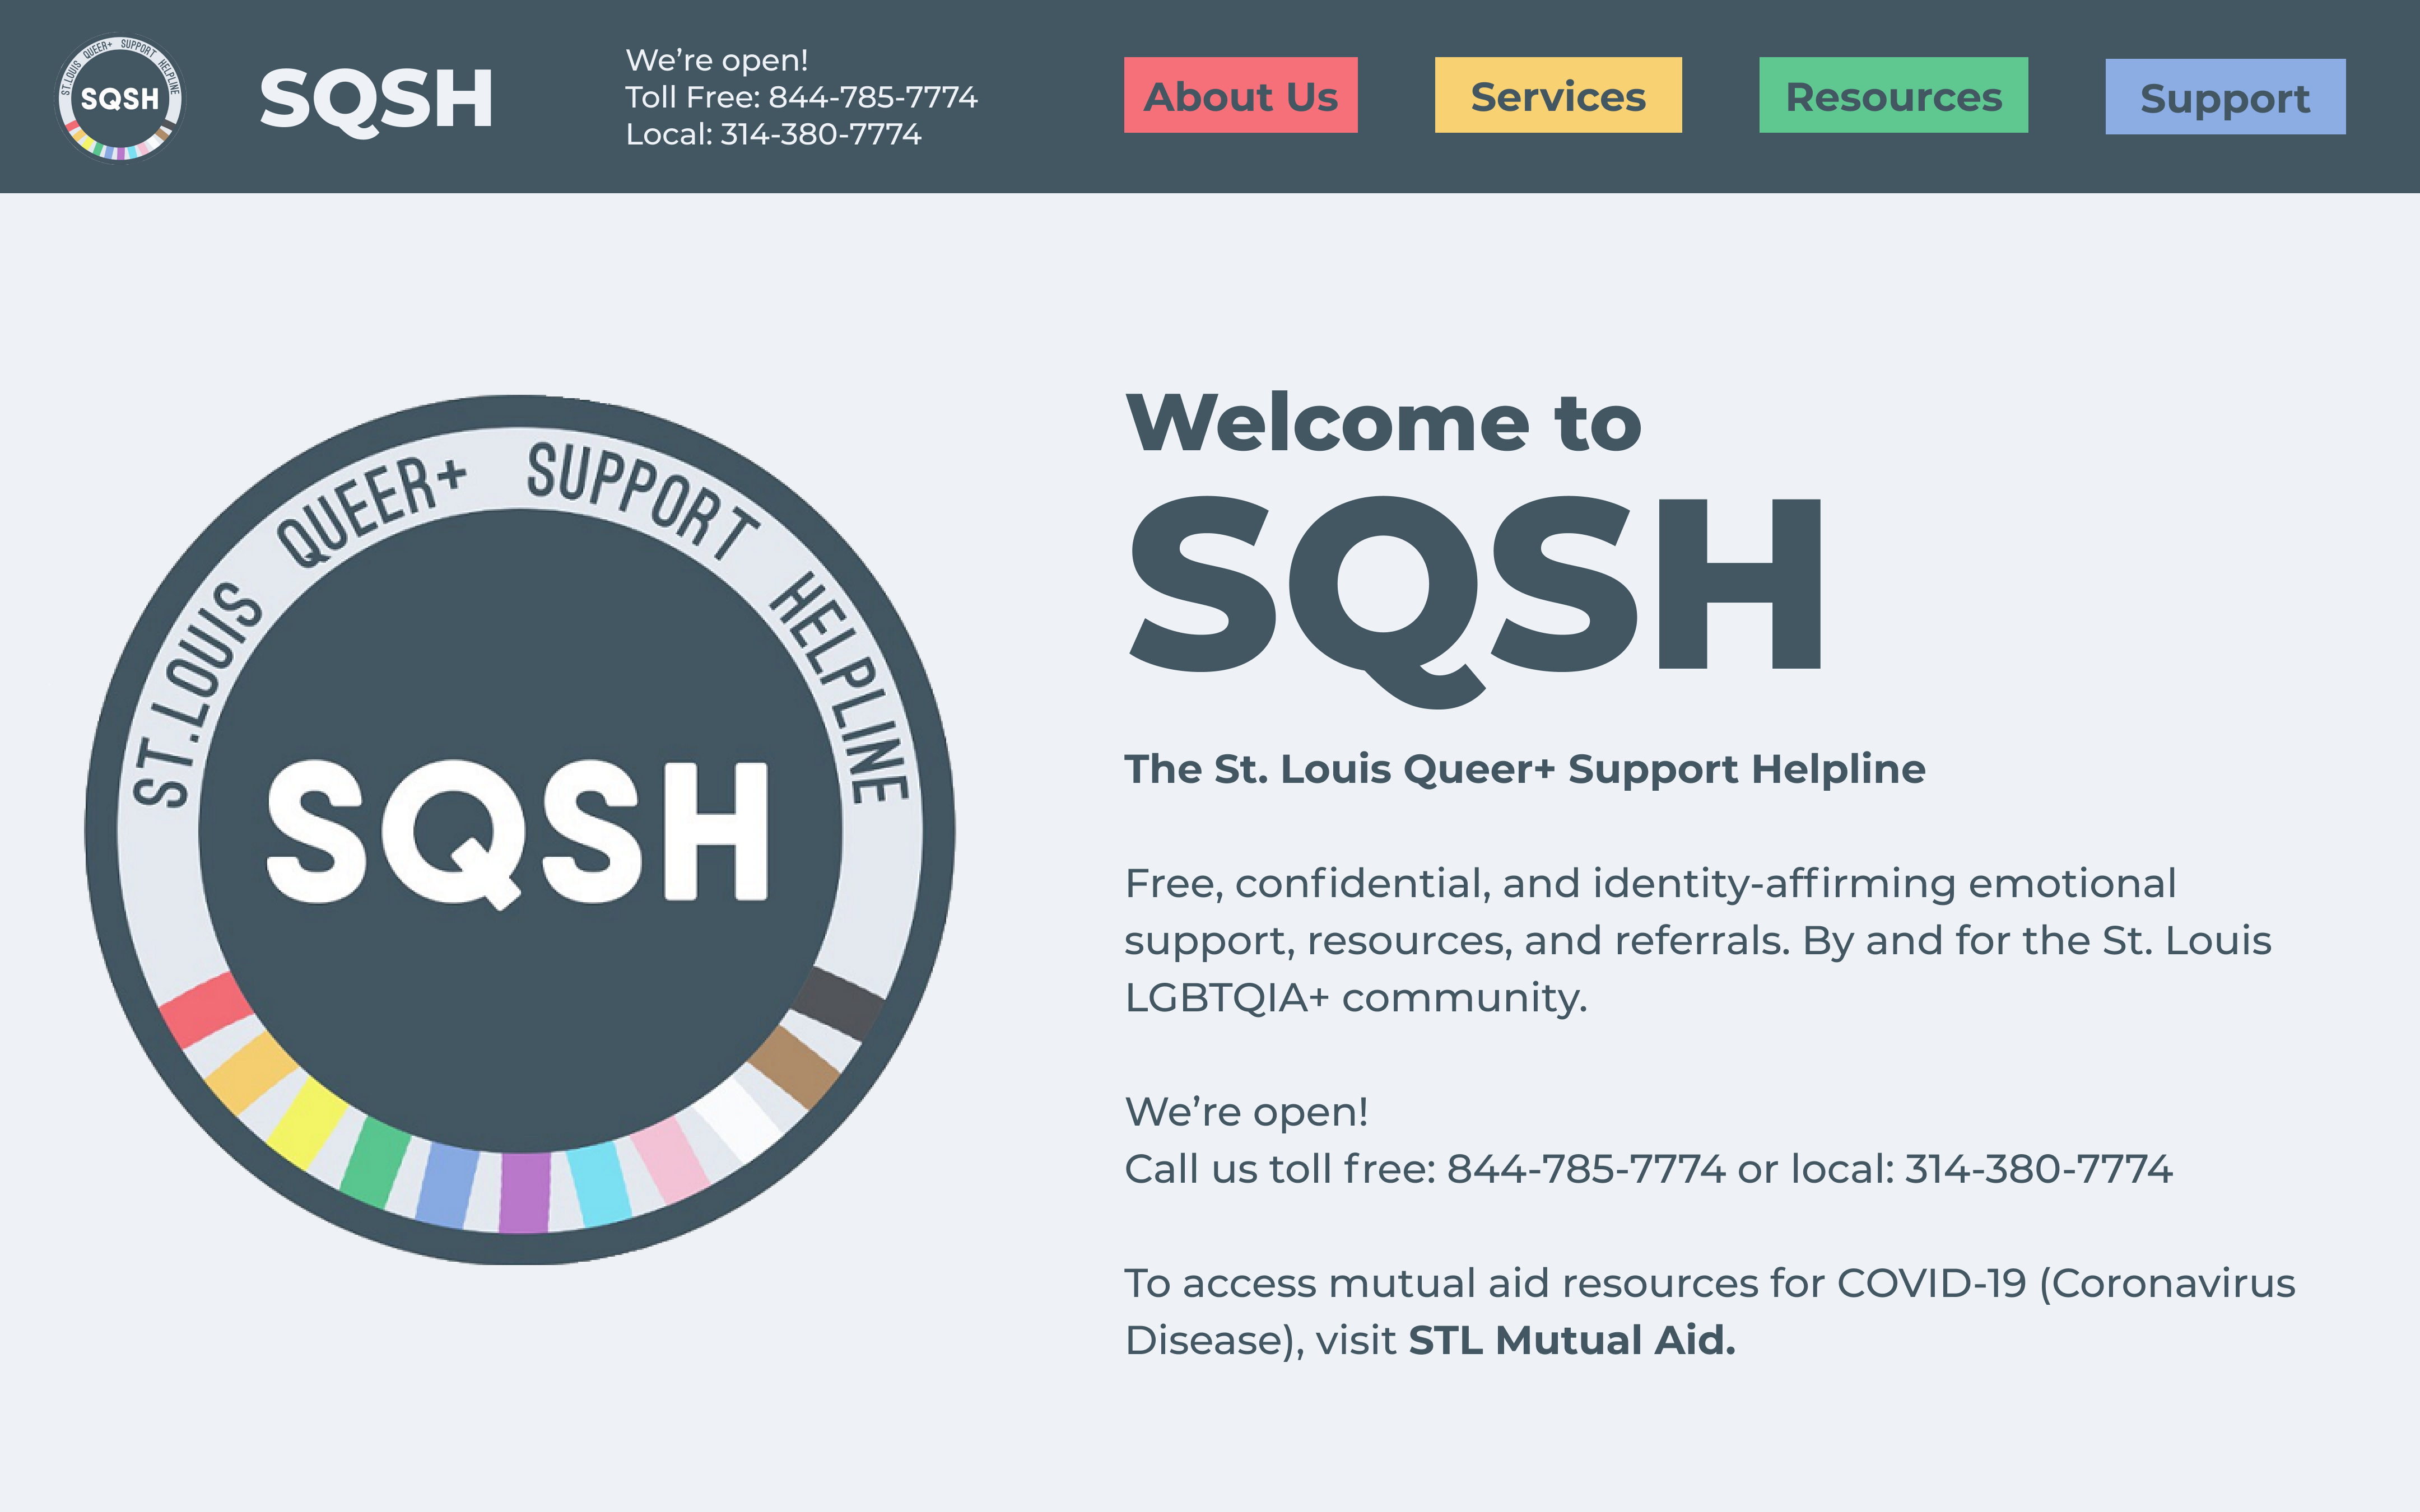 ST.LOUIS QUEER+ SUPPORT HELPLINE
SQSH
SQSH
We’re open!
Toll Free: 844-785-7774
Local: 314-380-7774
About Us
Services
Resources
Support
ST.LOUIS QUEER+ SUPPORT HELPLINE
SQSH
Welcome to
SQSH
The St. Louis Queer+ Support Helpline
Free, confidential, and identity-affirming emotional
support, resources, and referrals. By and for the St. Louis
LGBTQIA+ community.
We’re open!
Call us toll free: 844-785-7774 or local: 314-380-7774
To access mutual aid resources for COVID-19 (Coronavirus
Disease), visit STL Mutual Aid.